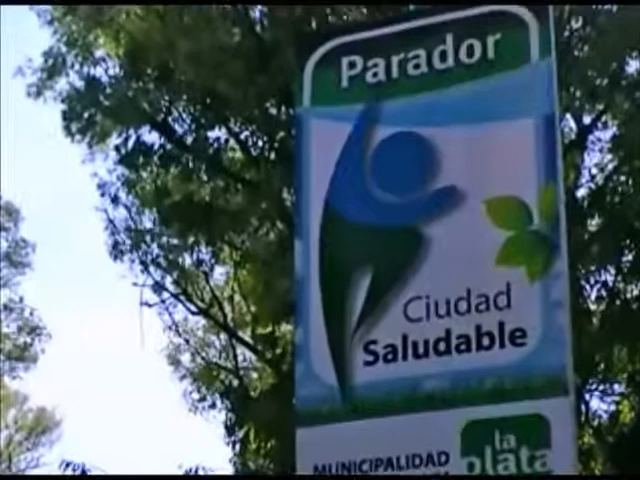 Parador
Ciudad
Saludable
MUNICIPALIDAD
la
plata